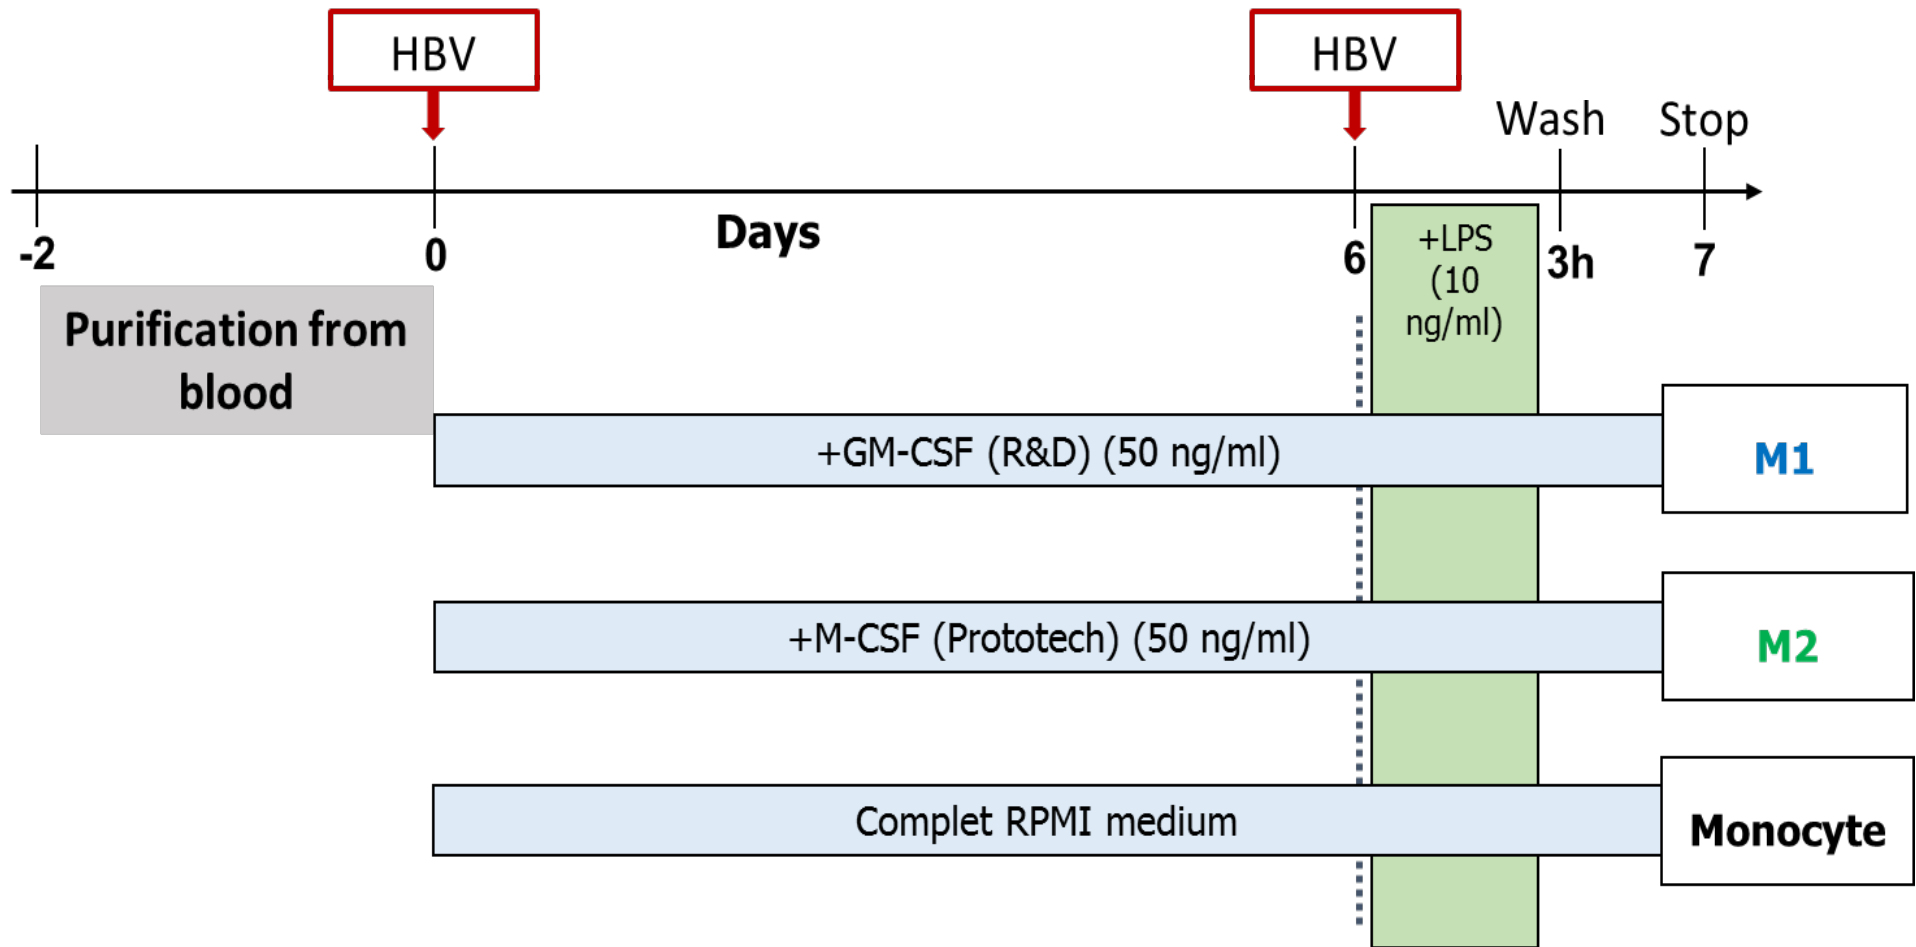 HBV
HBV
Wash
Stop
-2
0
Days
6
+LPS
(10
ng/ml)
3h
7
Purification from
blood
+GM-CSF (R&D) (50 ng/ml)
M1
+M-CSF (Prototech) (50 ng/ml)
M2
Complet RPMI medium
Monocyte